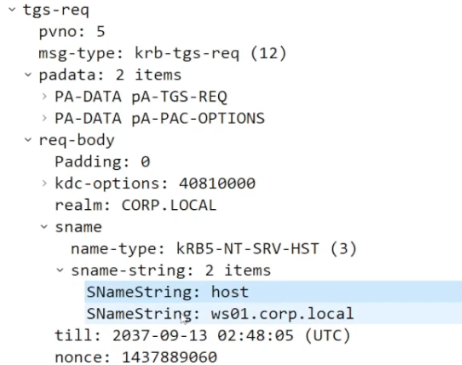 tgs-req
pvno: 5
msg-type: krb-tgs-req (12)
padata: 2 items
PA-DATA pA-TGS-REQ
PA-DATA pA-PAC-OPTIONS
req-body
Padding: 0
kdc-options: 40810000
realm: CORP.LOCAL
sname
name-type: kRB5-NT-SRV-HST (3)
sname-string: 2 items
SNameString: host
SNameString: ws01.corp.local
till: 2037-09-13 02:48:05 (UTC)
nonce: 1437889060